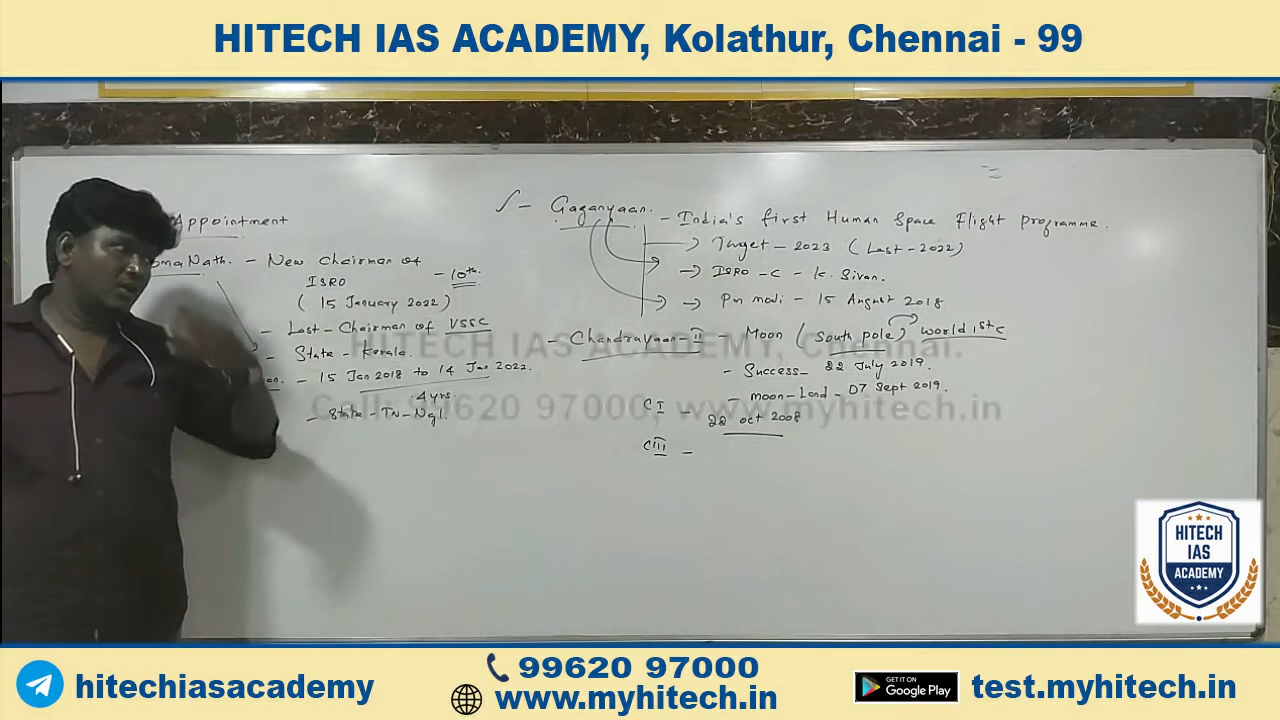 HITECH IAS ACADEMY, Kolathur, Chennai - 99
Appointment
omaNath. - New Chairman of
ISRO - 10th.
(15 January 2022)
- Last - Chairman of VSSC
- State - Kerala.
an. - 15 Jan 2018 to 14 Jan 2022.
4 yrs.
- State - TN - Ngl.
- Gaganyaan. - India's first Human Space Flight Programme.
Target - 2023 (Last - 2022)
ISRO - C - K. Sivan.
Pm modi - 15 August 2018
- Chandrayaan - II - Moon (South pole) World 1st C
- Success - 22 July 2019.
- moon - Land - 07 Sept 2019.
C I - 22 Oct 2008
C III -
HITECH IAS ACADEMY, Chennai.
Call: 99620 97000, www.myhitech.in
HITECH
IAS
ACADEMY
hitechiasacademy
99620 97000
www.myhitech.in
GET IT ON
Google Play
test.myhitech.in